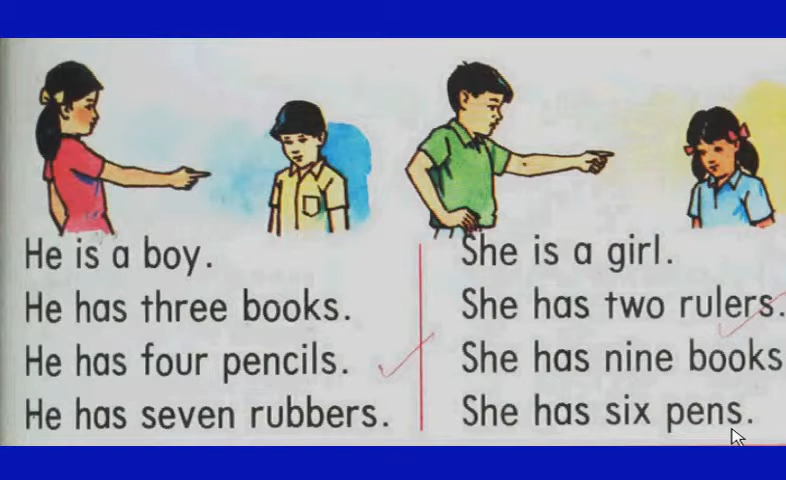 He is a boy.
He has three books.
He has four pencils.
He has seven rubbers.
She is a girl.
She has two rulers.
She has nine books
She has six pens.